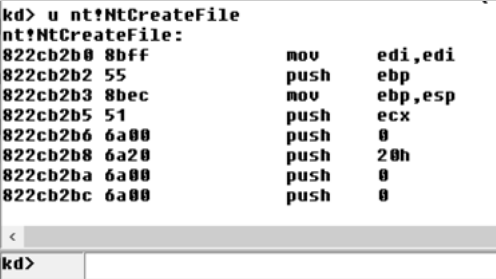 kd> u nt!NtCreateFile
nt!NtCreateFile:
822cb2b0 8bff mov edi,edi
822cb2b2 55 push ebp
822cb2b3 8bec mov ebp,esp
822cb2b5 51 push ecx
822cb2b6 6a00 push 0
822cb2b8 6a20 push 20h
822cb2ba 6a00 push 0
822cb2bc 6a00 push 0
kd>